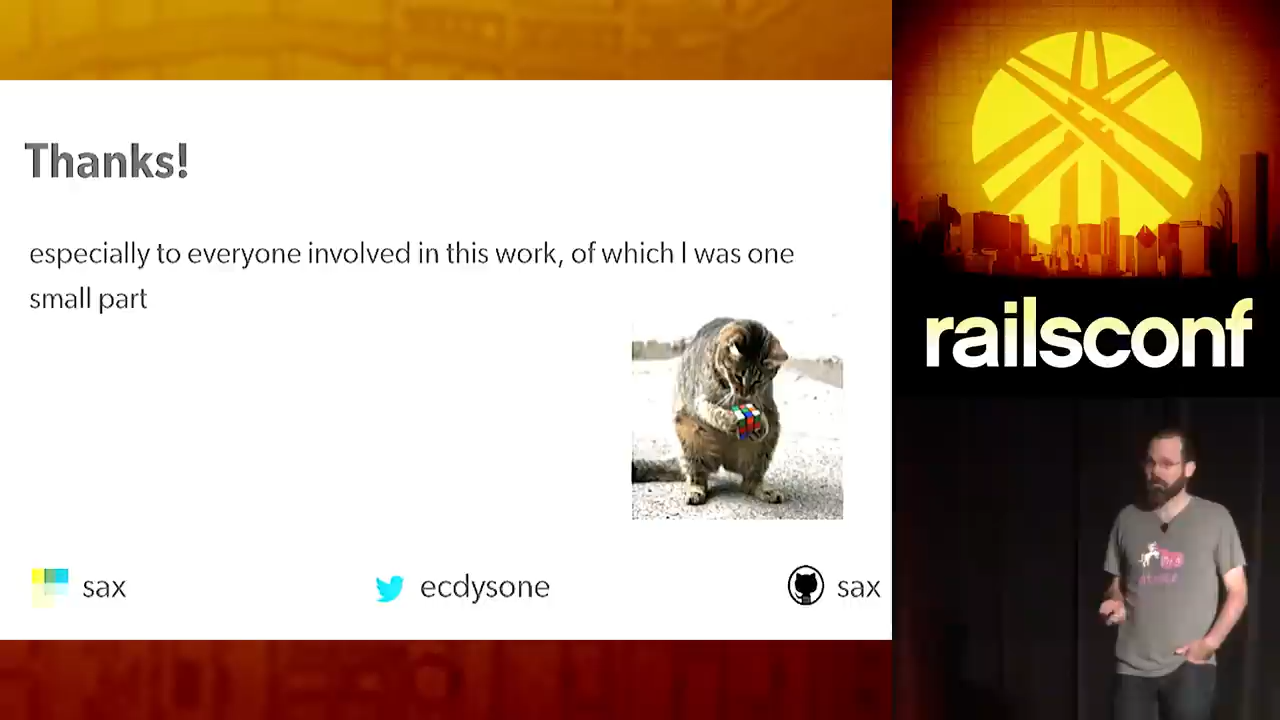 Thanks!
especially to everyone involved in this work, of which I was one
small part
sax
ecdysone
sax
railsconf